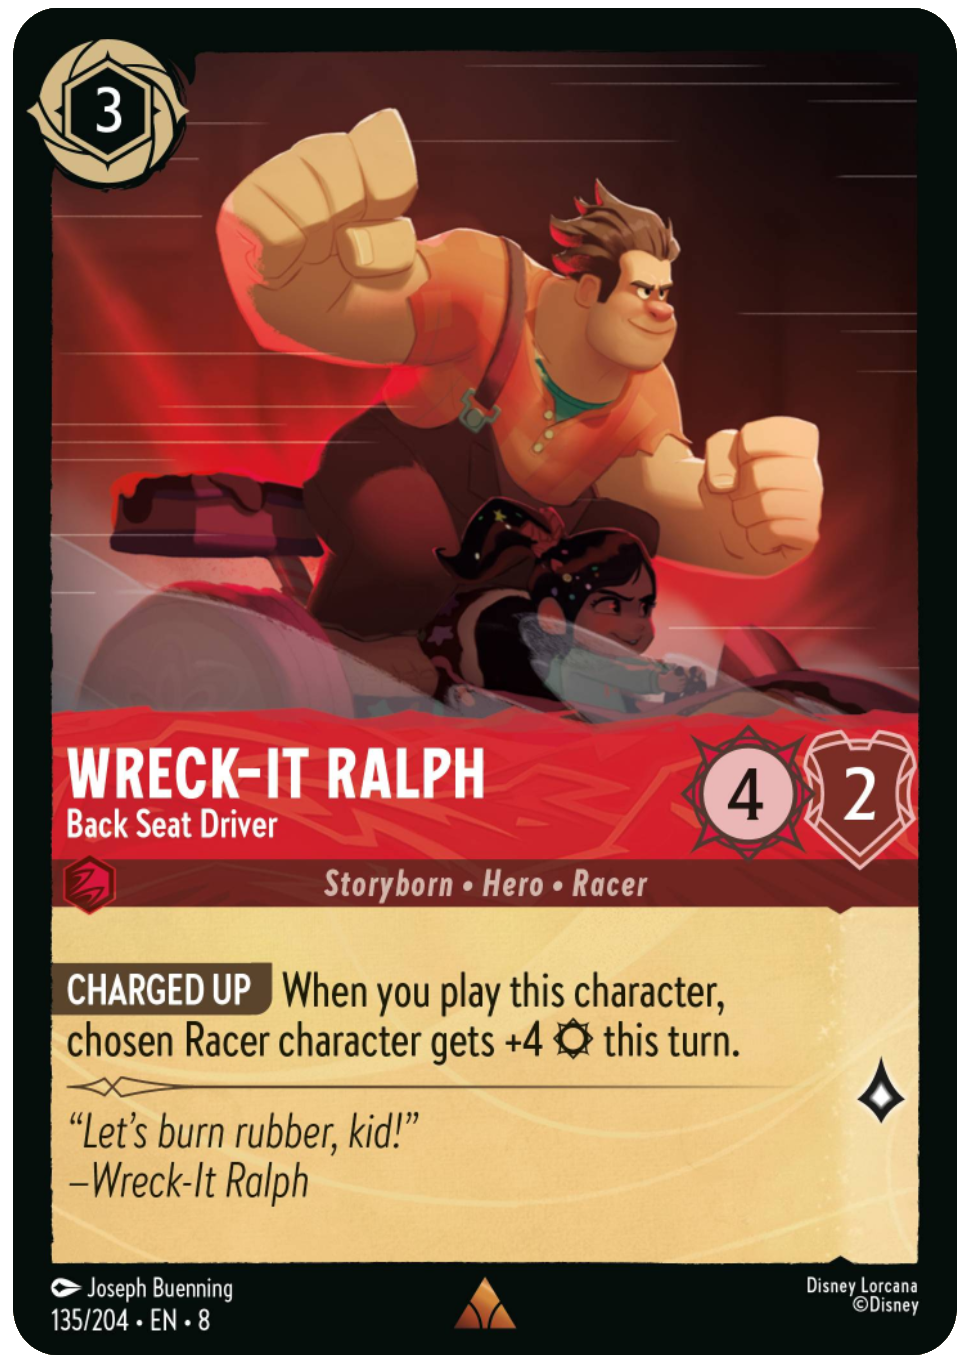 3
WRECK-IT RALPH
Back Seat Driver
4
2
Storyborn • Hero • Racer
CHARGED UP When you play this character,
chosen Racer character gets +4 this turn.
“Let’s burn rubber, kid!”
–Wreck-It Ralph
Joseph Buenning
135/204 • EN • 8
Disney Lorcana
©Disney